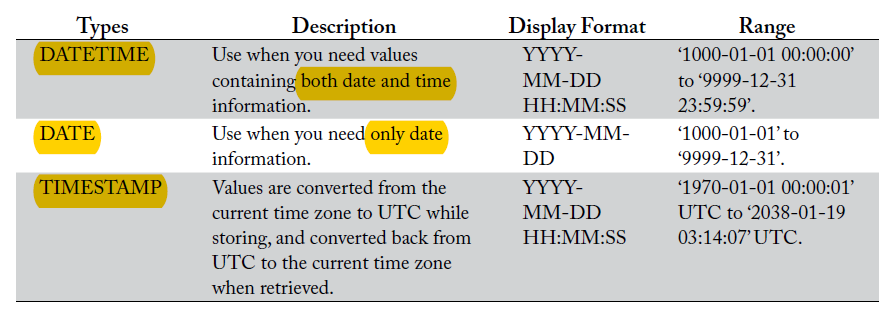 Types Description Display Format Range
DATETIME Use when you need values YYYY- ‘1000-01-01 00:00:00’
containing both date and time MM-DD to ‘9999-12-31
information. HH:MM:SS 23:59:59’.
DATE Use when you need only date YYYY-MM- ‘1000-01-01’ to
information. DD ‘9999-12-31’.
TIMESTAMP Values are converted from the YYYY- ‘1970-01-01 00:00:01’
current time zone to UTC while MM-DD UTC to ‘2038-01-19
storing, and converted back from HH:MM:SS 03:14:07’ UTC.
UTC to the current time zone
when retrieved.